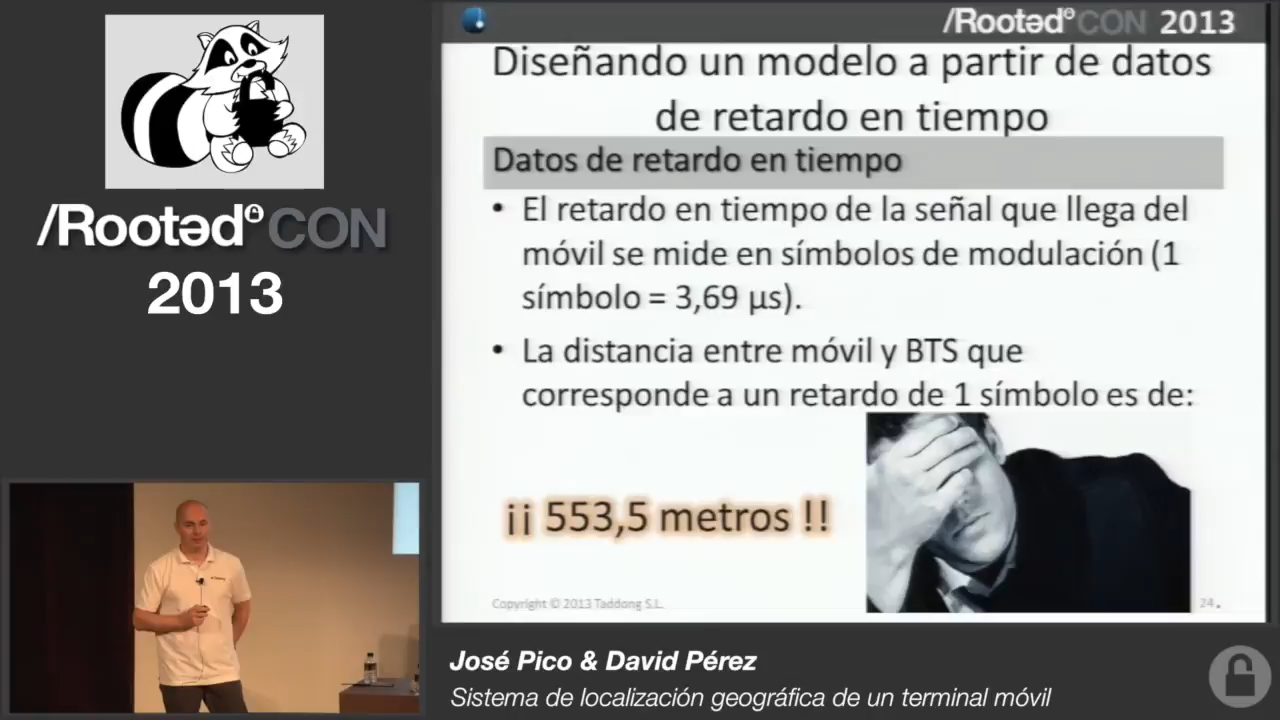 /Rootəd CON
2013
/Rootəd CON 2013
Diseñando un modelo a partir de datos
de retardo en tiempo
Datos de retardo en tiempo
• El retardo en tiempo de la señal que llega del
móvil se mide en símbolos de modulación (1
símbolo = 3,69 µs).
• La distancia entre móvil y BTS que
corresponde a un retardo de 1 símbolo es de:
¡¡ 553,5 metros !!
Copyright © 2013 Taddong S.L.
24
José Pico & David Pérez
Sistema de localización geográfica de un terminal móvil